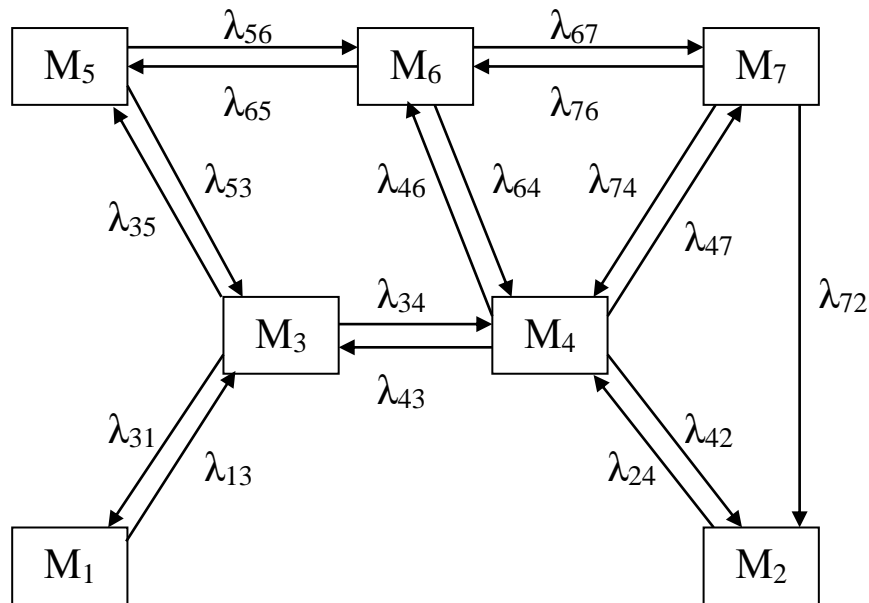 λ₅₆
λ₆₇
M₅
M₆
M₇
λ₆₅
λ₇₆
λ₅₃
λ₄₆
λ₆₄
λ₇₄
λ₃₅
λ₄₇
λ₃₄
λ₇₂
M₃
M₄
λ₄₃
λ₃₁
λ₄₂
λ₁₃
λ₂₄
M₁
M₂